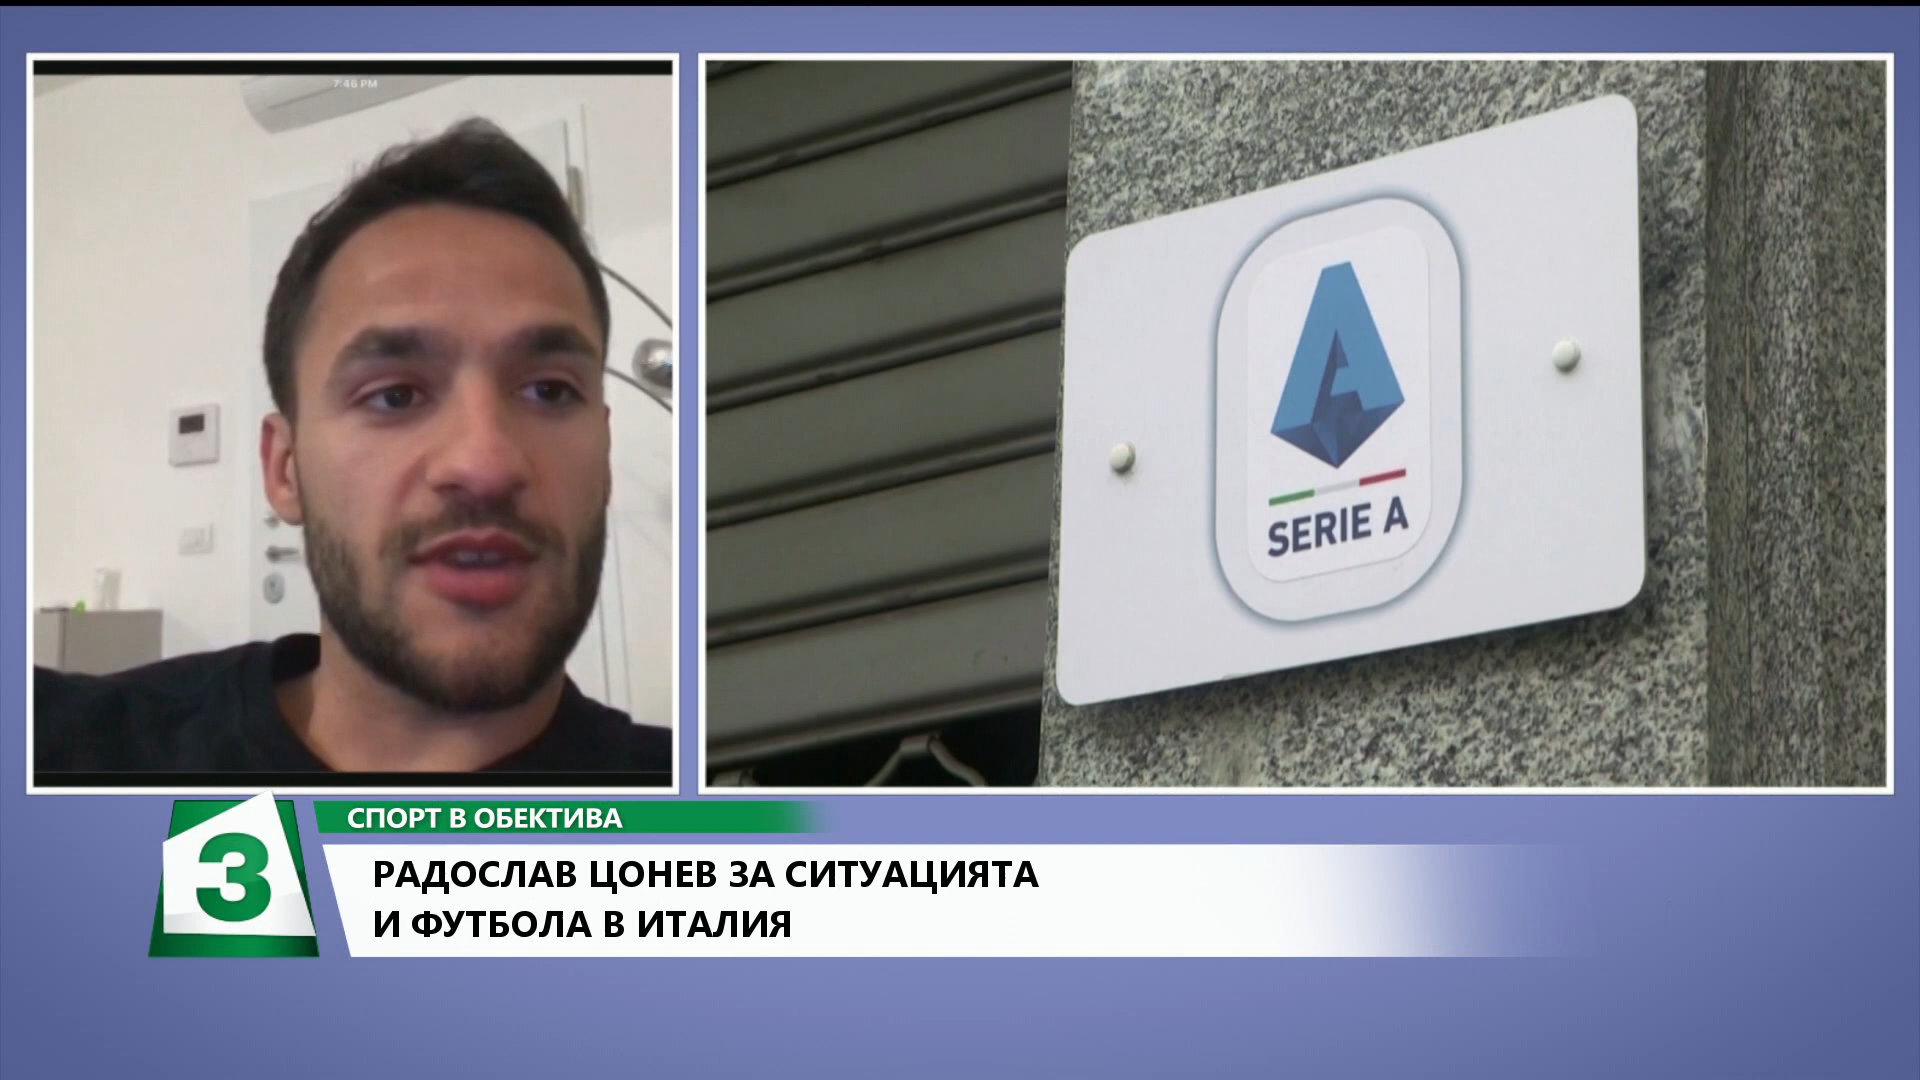 7:46 PM
SERIE A
3
СПОРТ В ОБЕКТИВА
РАДОСЛАВ ЦОНЕВ ЗА СИТУАЦИЯТА
И ФУТБОЛА В ИТАЛИЯ